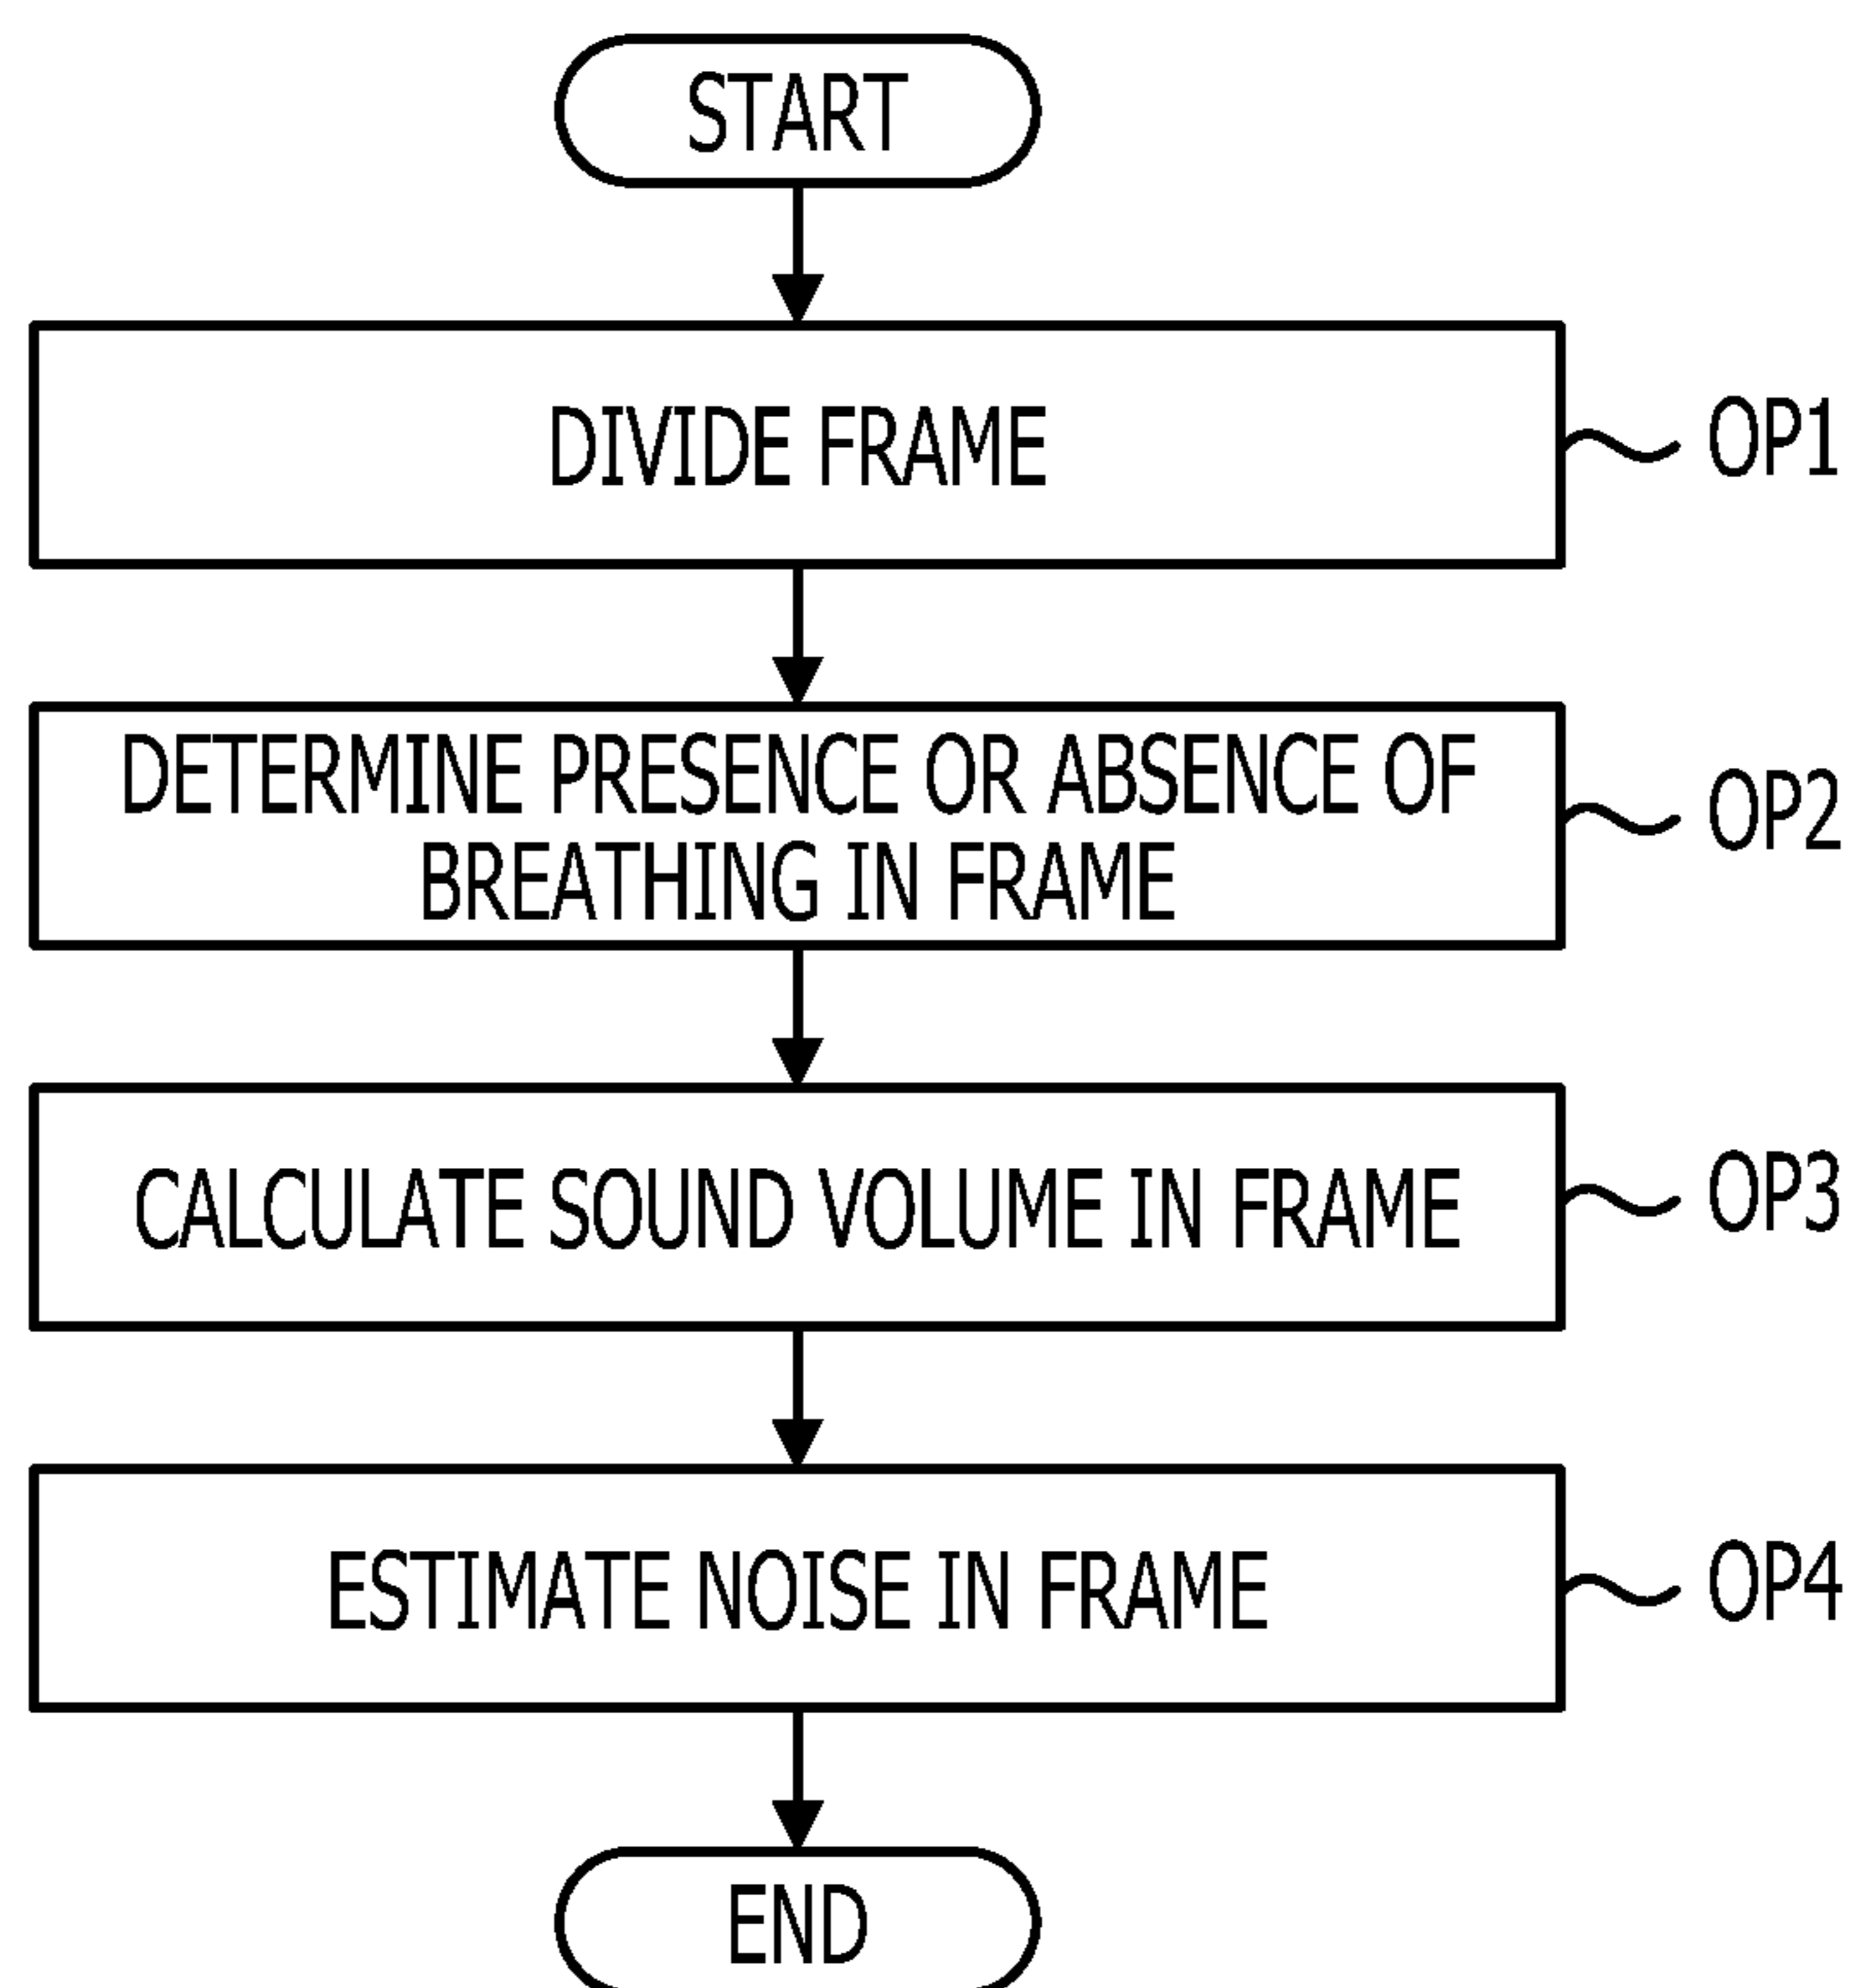 START
DIVIDE FRAME
OP1
DETERMINE PRESENCE OR ABSENCE OF
BREATHING IN FRAME
OP2
CALCULATE SOUND VOLUME IN FRAME
OP3
ESTIMATE NOISE IN FRAME
OP4
END